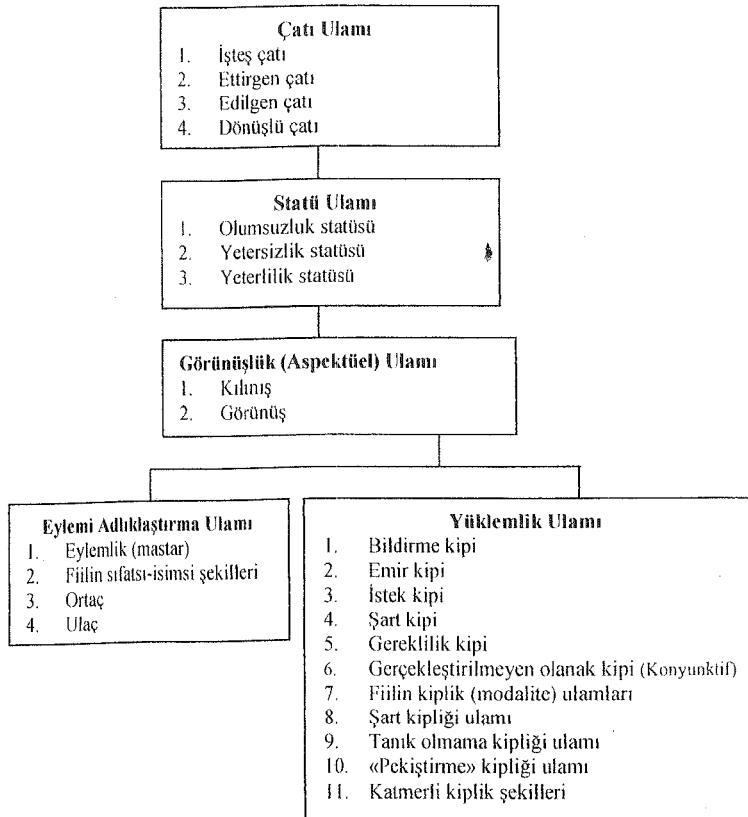 Çatı Ulamı
1. İşteş çatı
2. Ettirgen çatı
3. Edilgen çatı
4. Dönüşlü çatı
Statü Ulamı
1. Olumsuzluk statüsü
2. Yetersizlik statüsü
3. Yeterlilik statüsü
Görünüşlük (Aspektüel) Ulamı
1. Kılınış
2. Görünüş
Eylemi Adlıklaştırma Ulamı
1. Eylemlik (mastar)
2. Fiilin sıfatsı-isimsi şekilleri
3. Ortaç
4. Ulaç
Yüklemlik Ulamı
1. Bildirme kipi
2. Emir kipi
3. İstek kipi
4. Şart kipi
5. Gereklilik kipi
6. Gerçekleştirilmeyen olanak kipi (Konyunktif)
7. Fiilin kiplik (modalite) ulamları
8. Şart kipliği ulamı
9. Tanık olmama kipliği ulamı
10. «Pekiştirme» kipliği ulamı
11. Katmerli kiplik şekilleri